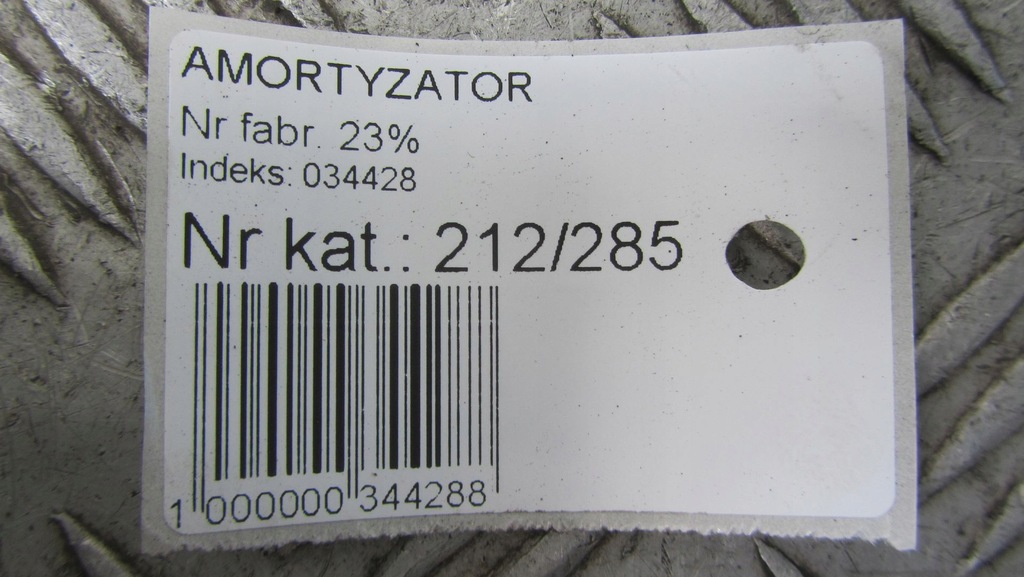 AMORTYZATOR
Nr fabr. 23%
Indeks: 034428
Nr kat.: 212/285
1 000000 344288